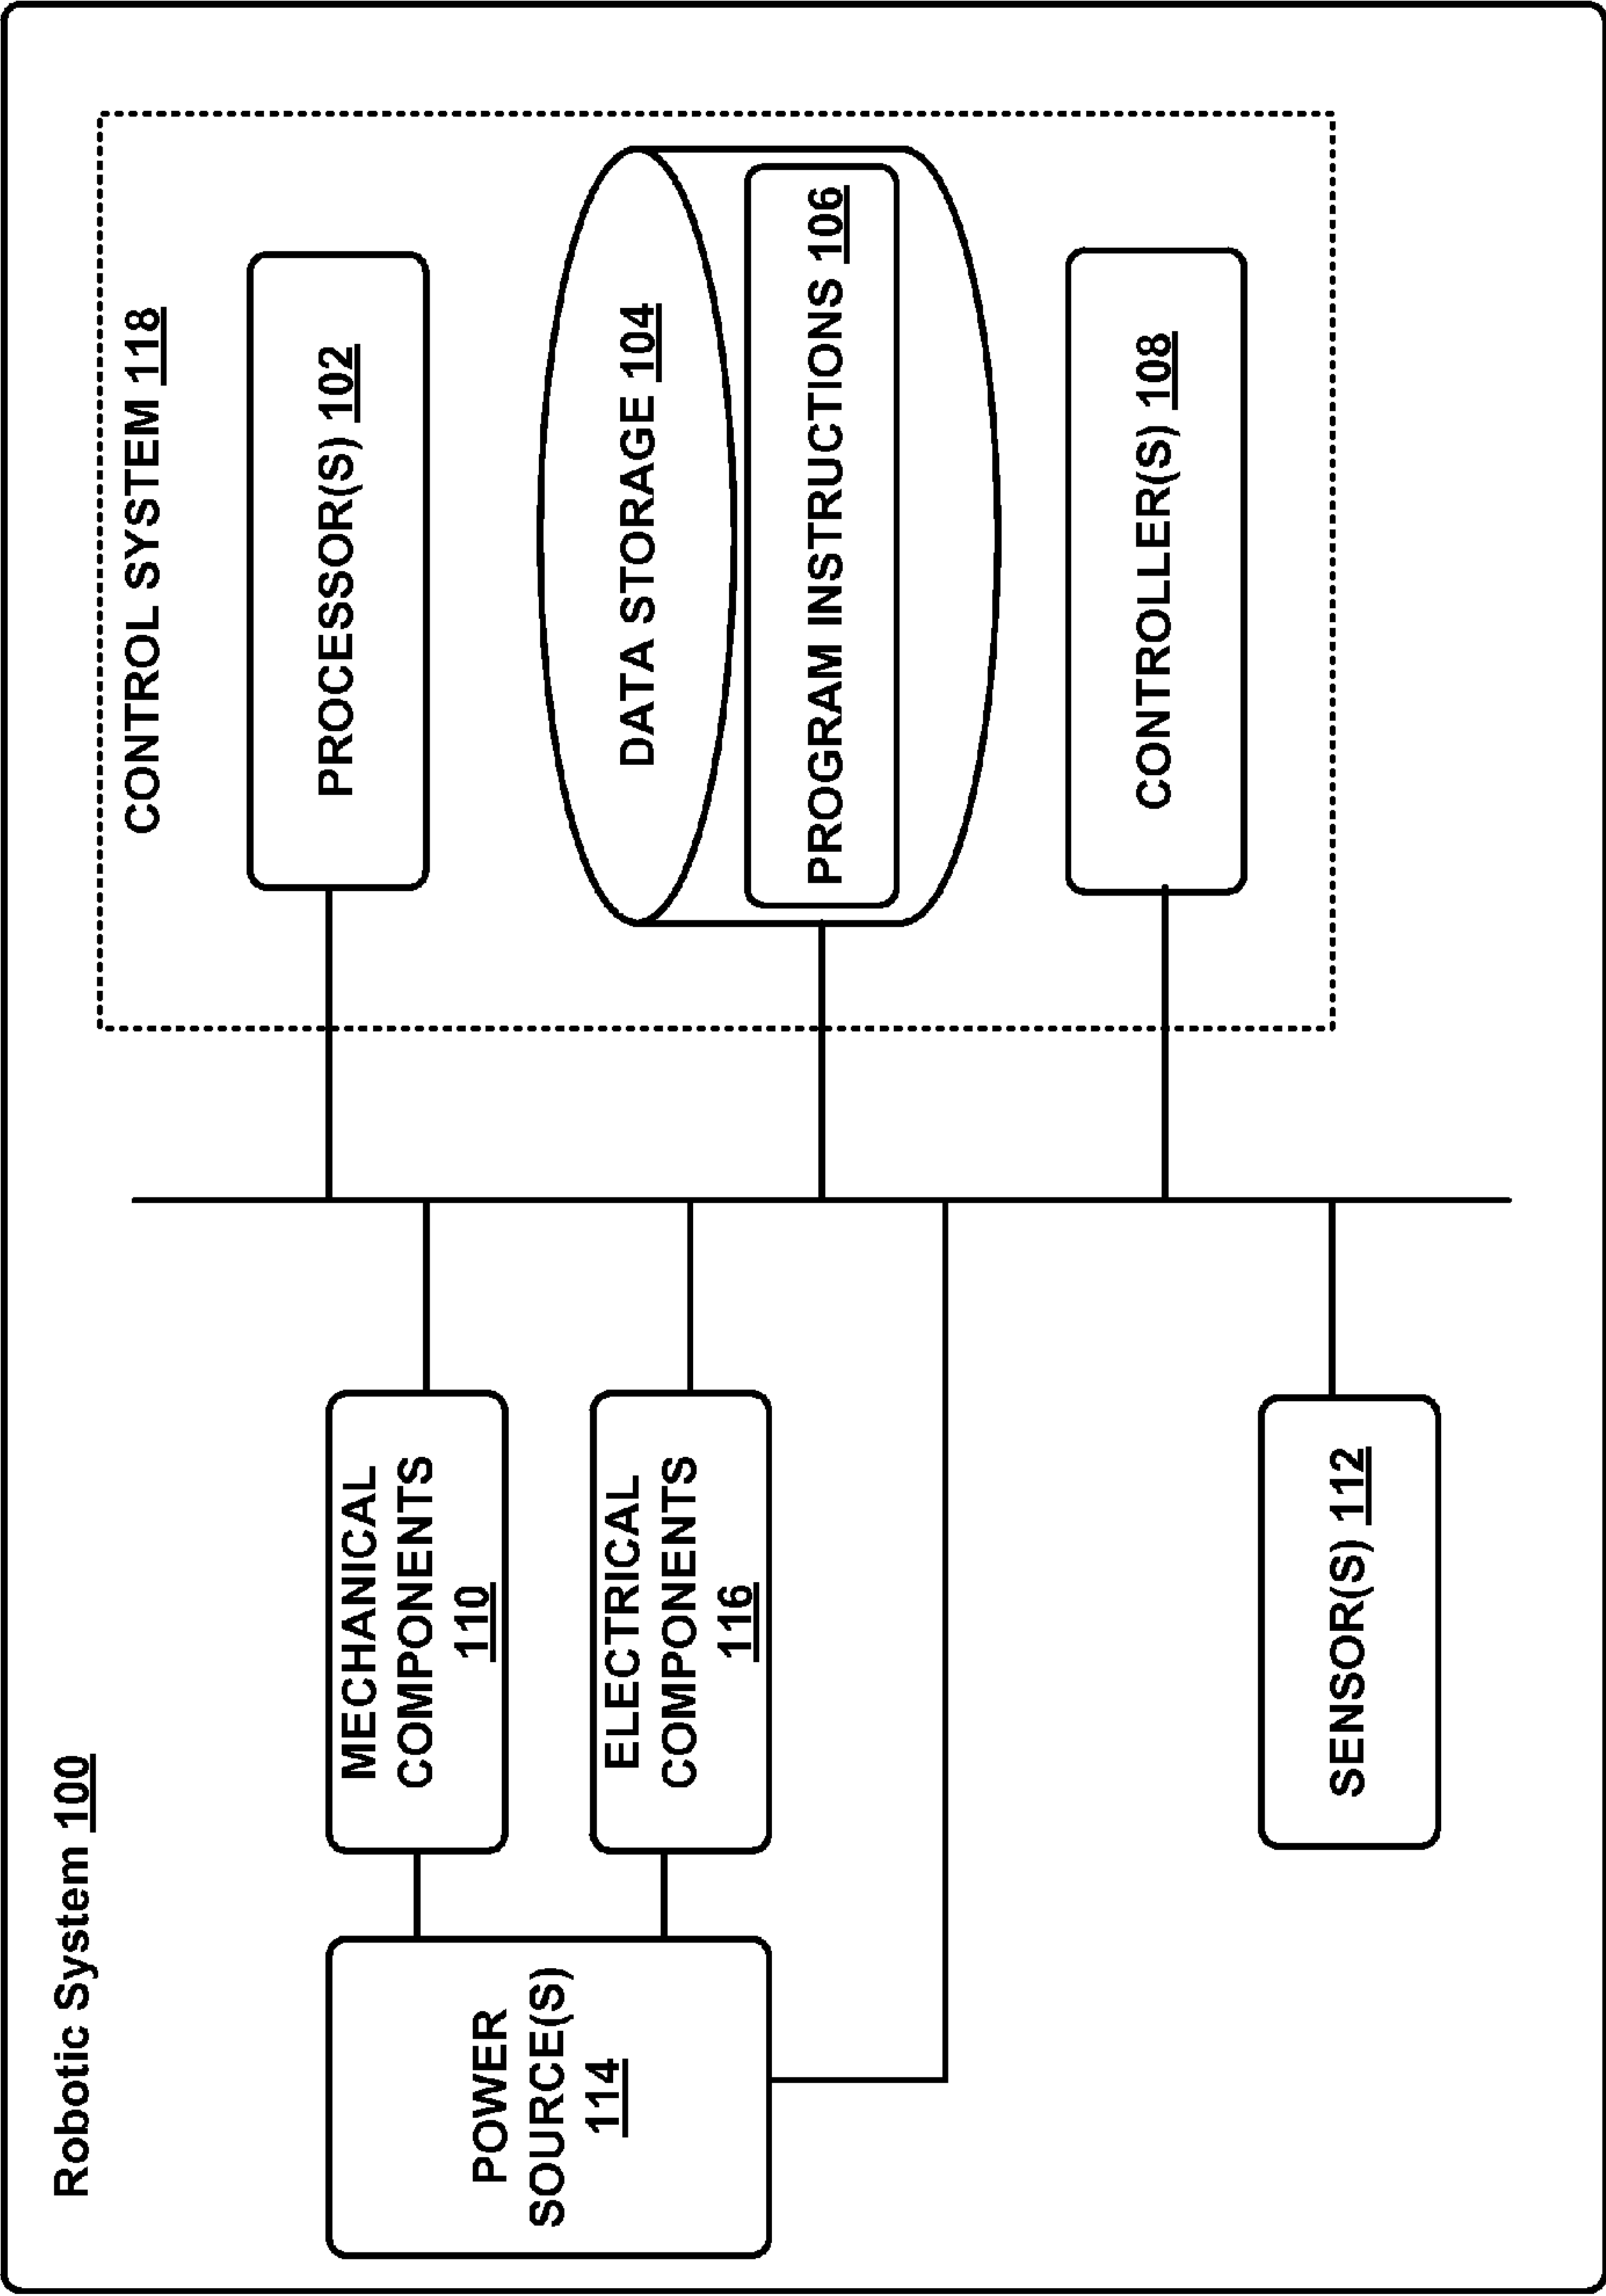 Robotic System 100
CONTROL SYSTEM 118
POWER
SOURCE(S)
114
MECHANICAL
COMPONENTS
110
ELECTRICAL
COMPONENTS
116
SENSOR(S) 112
PROCESSOR(S) 102
DATA STORAGE 104
PROGRAM INSTRUCTIONS 106
CONTROLLER(S) 108